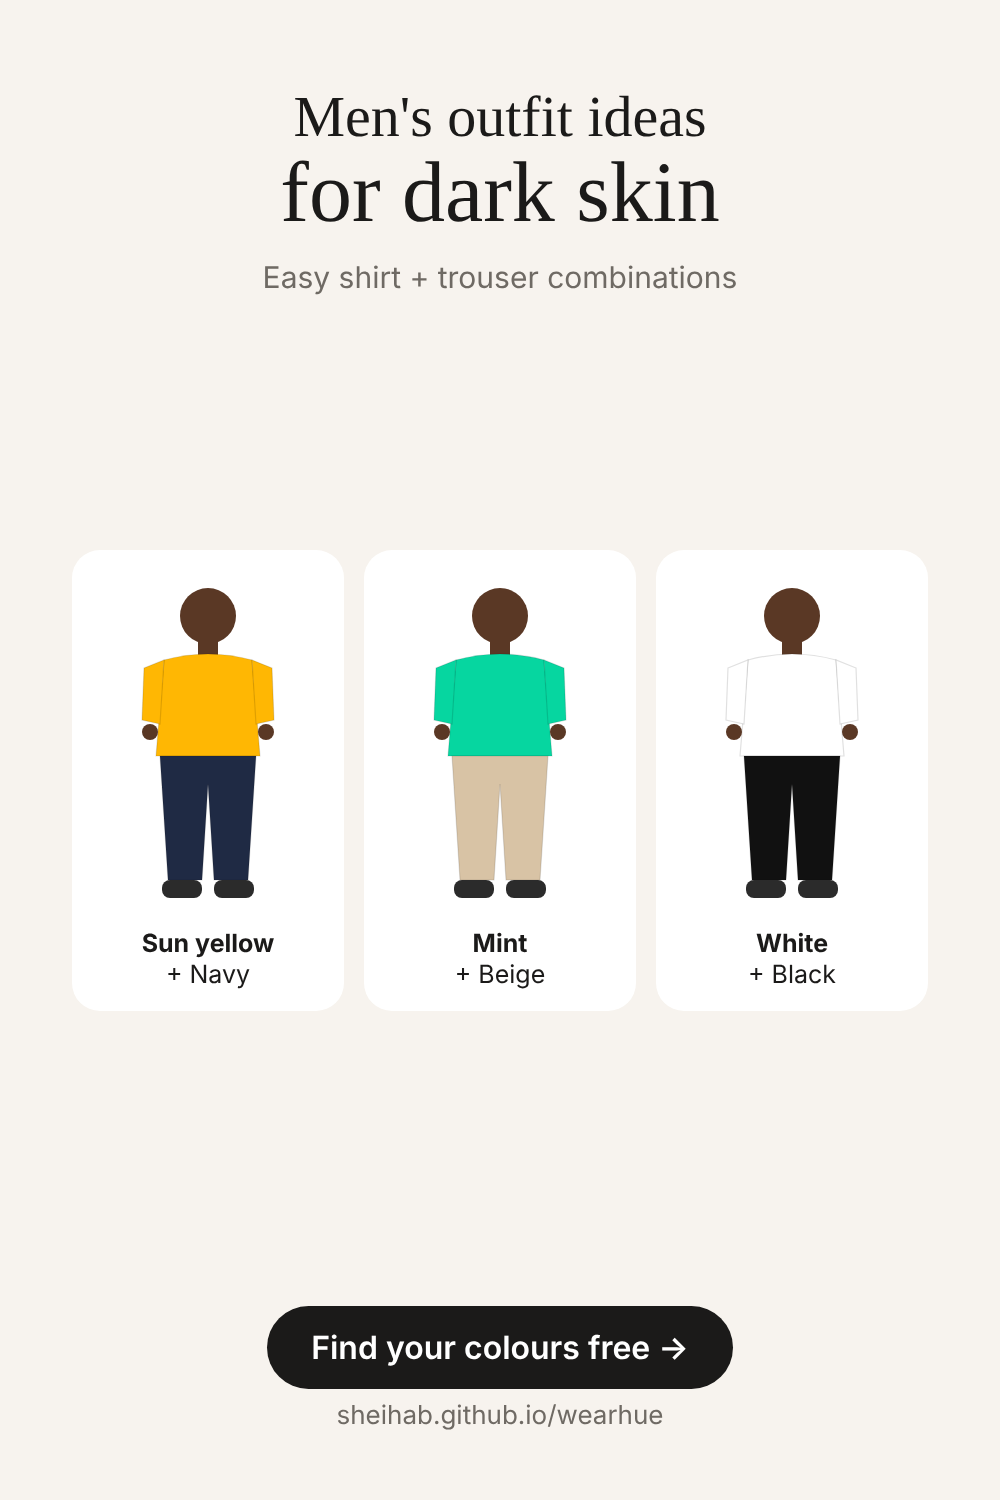 Men's outfit ideas
for dark skin
Easy shirt + trouser combinations
Sun yellow
+ Navy
Mint
+ Beige
White
+ Black
Find your colours free →
sheihab.github.io/wearhue